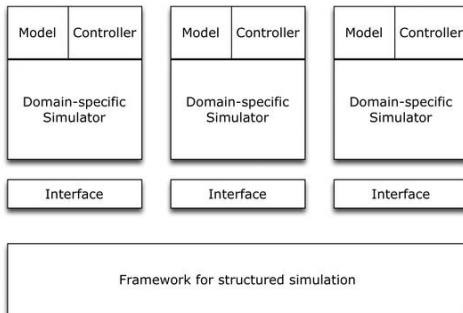 Model Controller Model Controller Model Controller
Domain-specific Domain-specific Domain-specific
Simulator Simulator Simulator
Interface Interface Interface
Framework for structured simulation